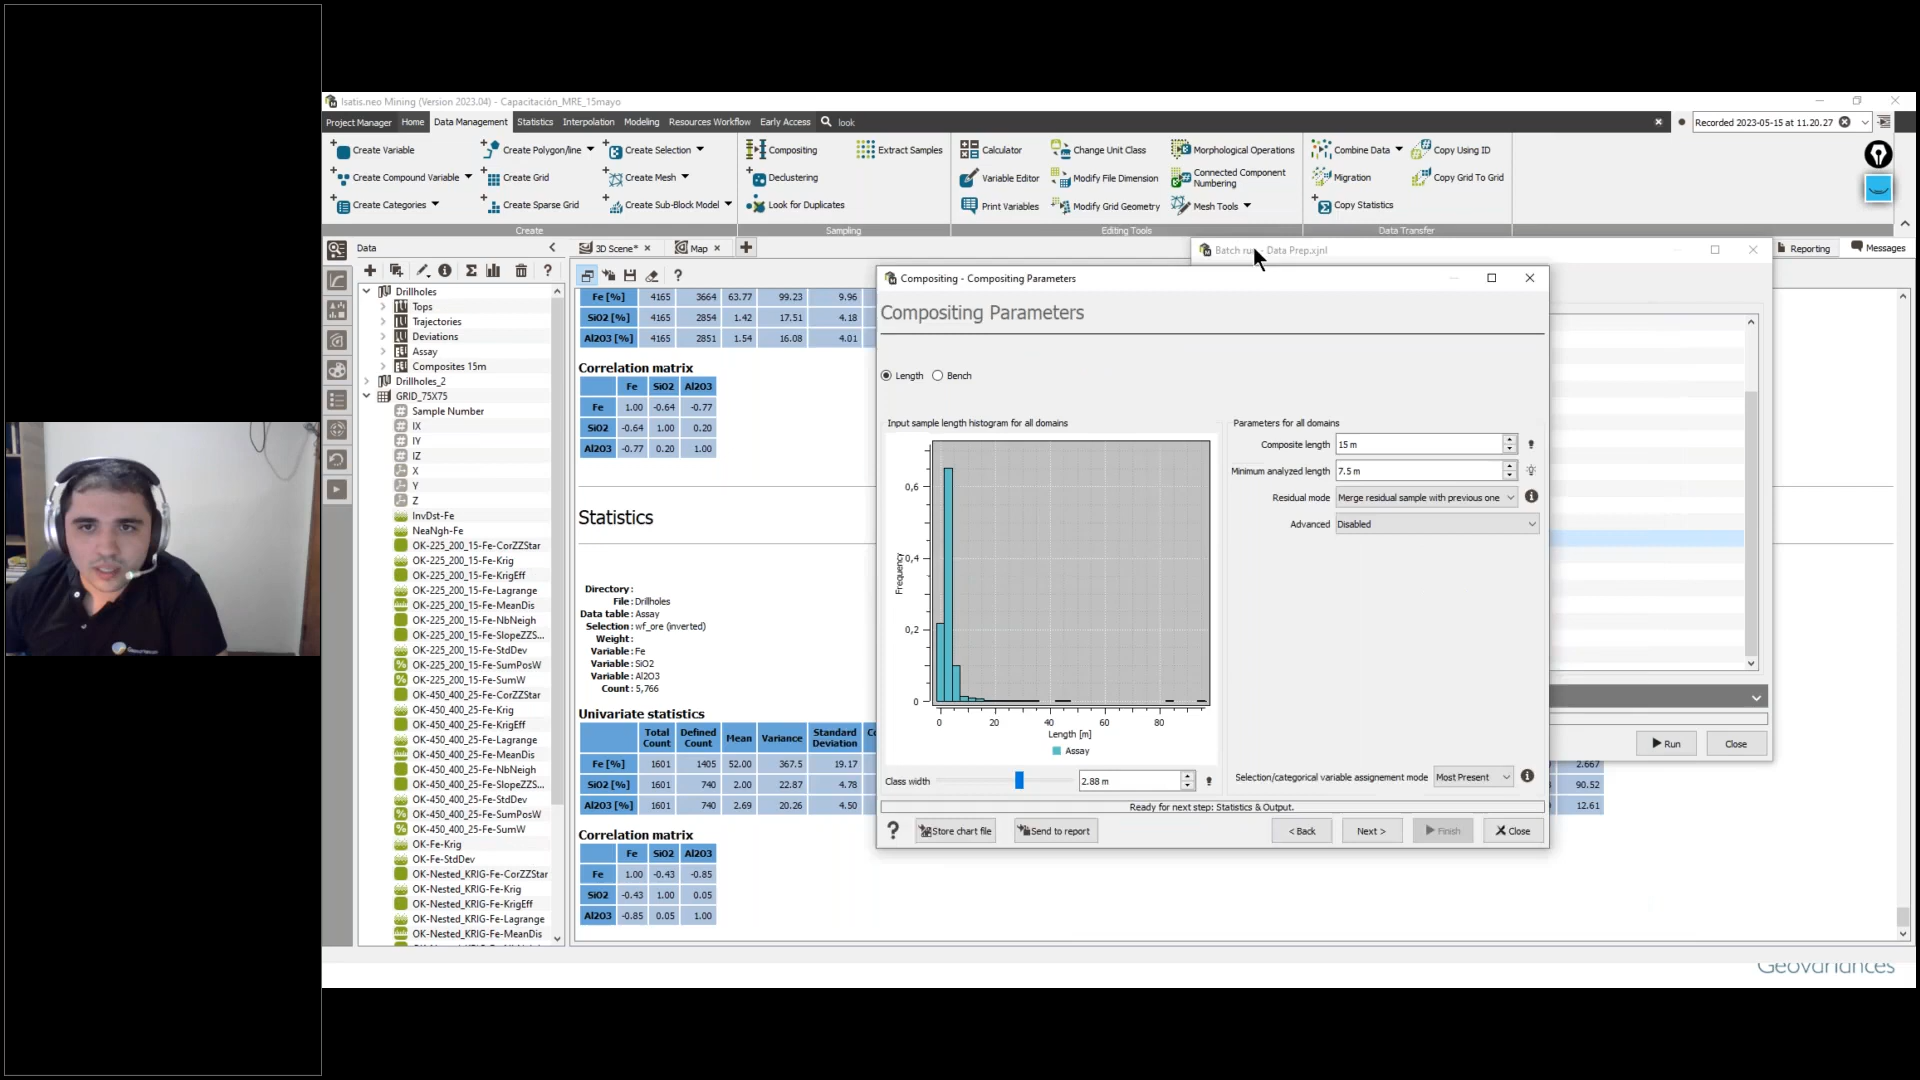 Isatis.neo Mining (Version 2023.04) - Capacitación_MRE_15mayo
Project Manager Home Data Management Statistics Interpolation Modeling Resources Workflow Early Access look
Recorded 2023-05-15 at 11.20.27
Create Variable
Create Compound Variable
Create Categories
Create Polygon/line
Create Grid
Create Sparse Grid
Create Selection
Create Mesh
Create Sub-Block Model
Create
Compositing
Declustering
Look for Duplicates
Extract Samples
Sampling
Calculator
Variable Editor
Print Variables
Change Unit Class
Modify File Dimension
Modify Grid Geometry
Morphological Operations
Connected Component
Numbering
Mesh Tools
Editing Tools
Combine Data
Migration
Copy Statistics
Copy Using ID
Copy Grid To Grid
Data Transfer
Data
3D Scene*
Map
Reporting
Messages
Drillholes
Tops
Trajectories
Deviations
Assay
Composites 15m
Drillholes_2
GRID_75X75
Sample Number
IX
IY
IZ
X
Y
Z
InvDst-Fe
NeaNgh-Fe
OK-225_200_15-Fe-CorZZStar
OK-225_200_15-Fe-Krig
OK-225_200_15-Fe-KrigEff
OK-225_200_15-Fe-Lagrange
OK-225_200_15-Fe-MeanDis
OK-225_200_15-Fe-NbNeigh
OK-225_200_15-Fe-SlopeZZS...
OK-225_200_15-Fe-StdDev
OK-225_200_15-Fe-SumPosW
OK-225_200_15-Fe-SumW
OK-450_400_25-Fe-CorZZStar
OK-450_400_25-Fe-Krig
OK-450_400_25-Fe-KrigEff
OK-450_400_25-Fe-Lagrange
OK-450_400_25-Fe-MeanDis
OK-450_400_25-Fe-NbNeigh
OK-450_400_25-Fe-SlopeZZS...
OK-450_400_25-Fe-StdDev
OK-450_400_25-Fe-SumPosW
OK-450_400_25-Fe-SumW
OK-Fe-Krig
OK-Fe-StdDev
OK-Nested_KRIG-Fe-CorZZStar
OK-Nested_KRIG-Fe-Krig
OK-Nested_KRIG-Fe-KrigEff
OK-Nested_KRIG-Fe-Lagrange
OK-Nested_KRIG-Fe-MeanDis
Fe [%] 4165 3664 63.77 99.23 9.96
SiO2 [%] 4165 2854 1.42 17.51 4.18
Al2O3 [%] 4165 2851 1.54 16.08 4.01
Correlation matrix
Fe SiO2 Al2O3
Fe 1.00 -0.64 -0.77
SiO2 -0.64 1.00 0.20
Al2O3 -0.77 0.20 1.00
Statistics
Directory :
File : Drillholes
Data table : Assay
Selection : wf_ore (inverted)
Weight :
Variable : Fe
Variable : SiO2
Variable : Al2O3
Count : 5,766
Univariate statistics
Total Count Defined Count Mean Variance Standard Deviation
Fe [%] 1601 1405 52.00 367.5 19.17
SiO2 [%] 1601 740 2.00 22.87 4.78
Al2O3 [%] 1601 740 2.69 20.26 4.50
2.667
90.52
12.61
Correlation matrix
Fe SiO2 Al2O3
Fe 1.00 -0.43 -0.85
SiO2 -0.43 1.00 0.05
Al2O3 -0.85 0.05 1.00
Data Prep.xjnl
Run
Close
Compositing - Compositing Parameters
Compositing Parameters
Length Bench
Input sample length histogram for all domains
Frequency
0,6
0,4
0,2
0
0 20 40 60 80
Length [m]
Assay
Class width 2.88 m
Parameters for all domains
Composite length 15 m
Minimum analyzed length 7.5 m
Residual mode Merge residual sample with previous one
Advanced Disabled
Selection/categorical variable assignement mode Most Present
Ready for next step: Statistics & Output.
Store chart file
Send to report
< Back
Next >
Finish
Close
Geovariances